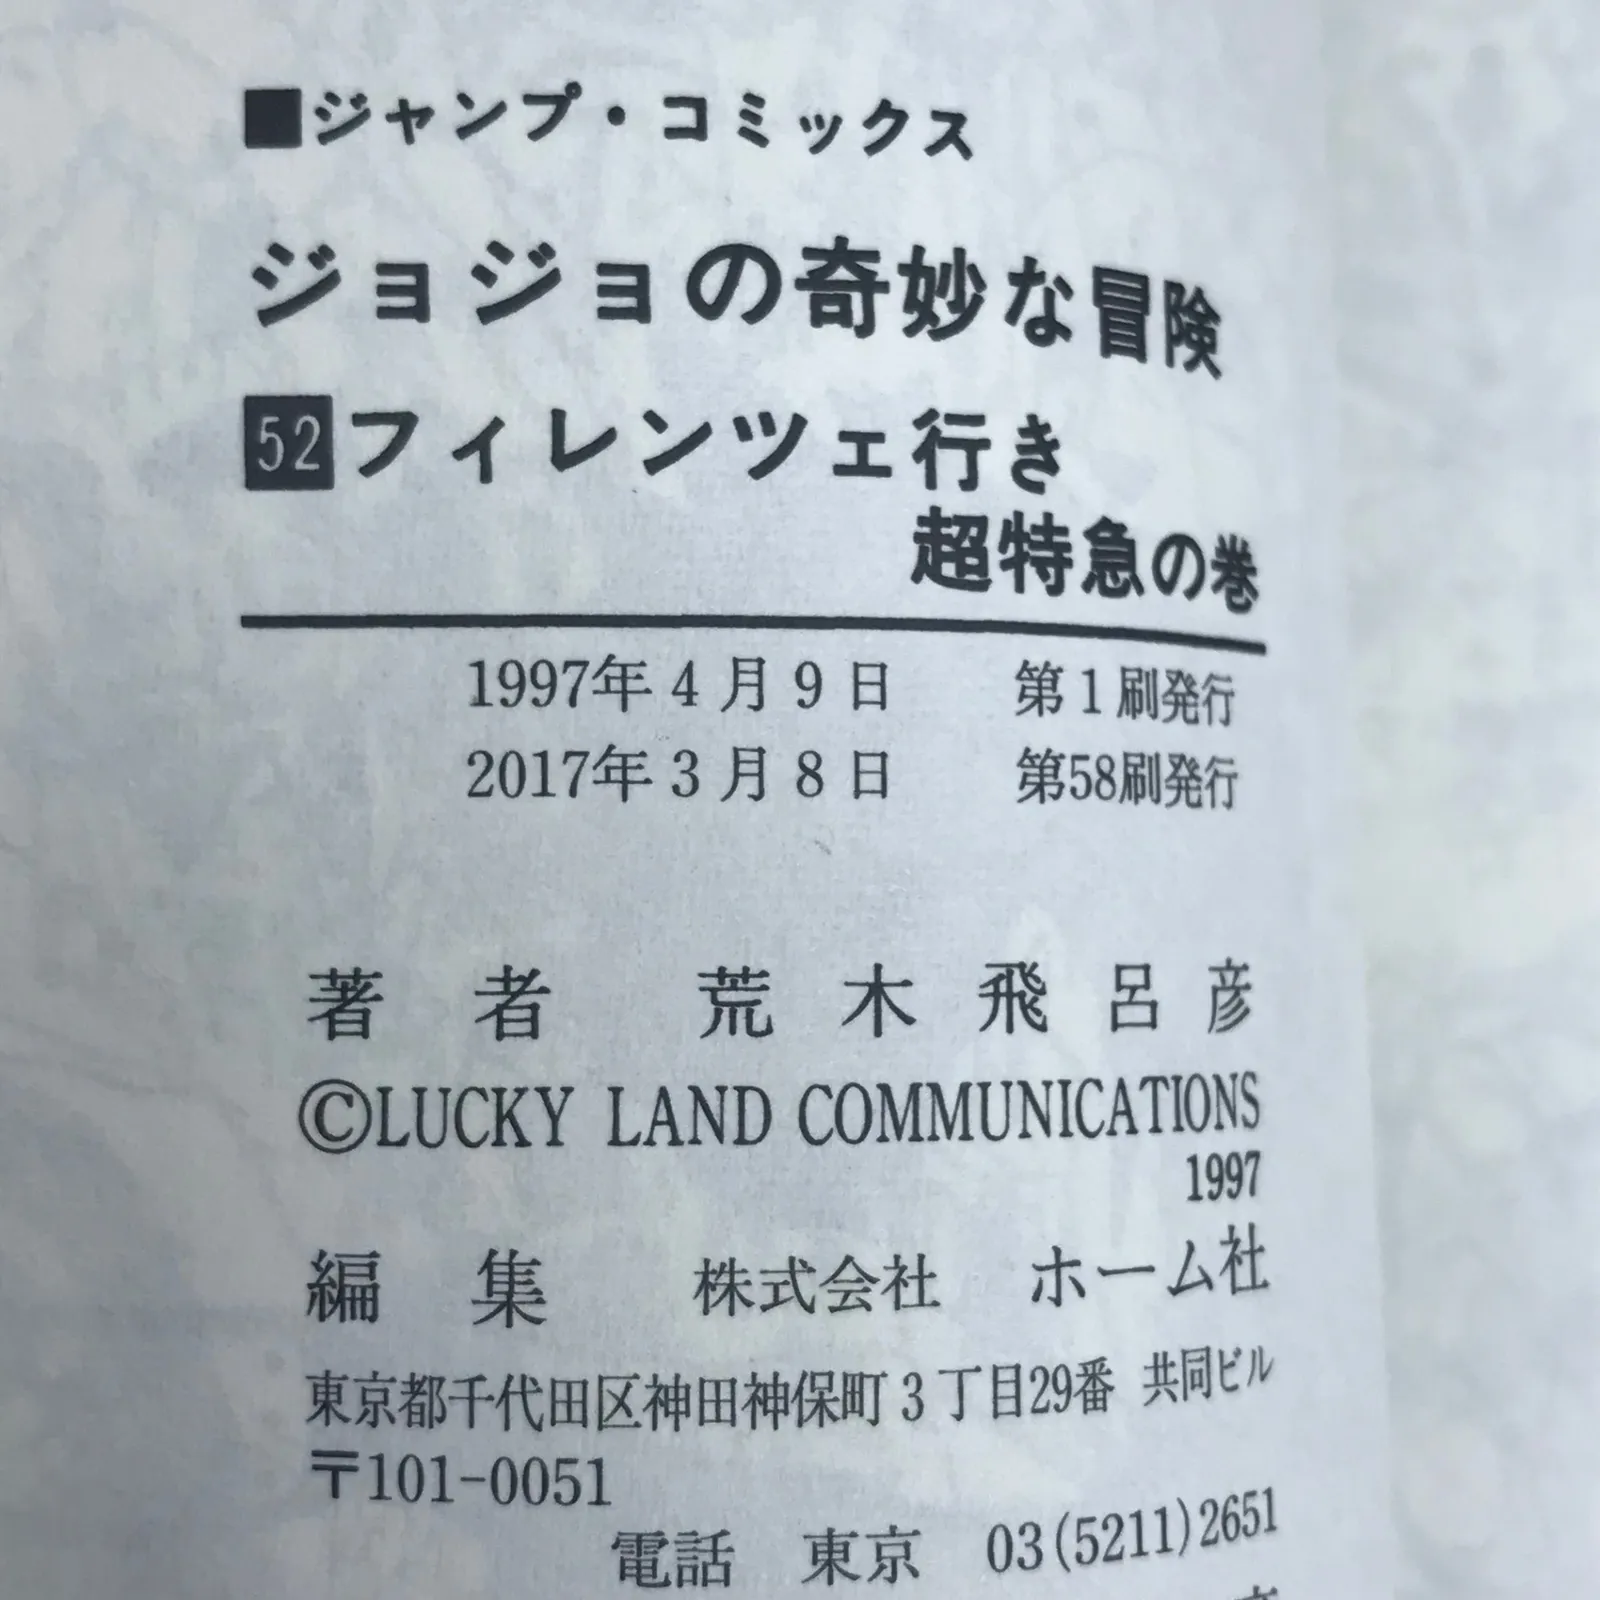 ■ジャンプ・コミックス
ジョジョの奇妙な冒険
52フィレンツェ行き
超特急の巻
1997年4月9日 第1刷発行
2017年3月8日 第58刷発行
著者 荒木飛呂彦
©LUCKY LAND COMMUNICATIONS
1997
編集 株式会社 ホーム社
東京都千代田区神田神保町3丁目29番 共同ビル
〒101-0051
電話 東京 03(5211)2651